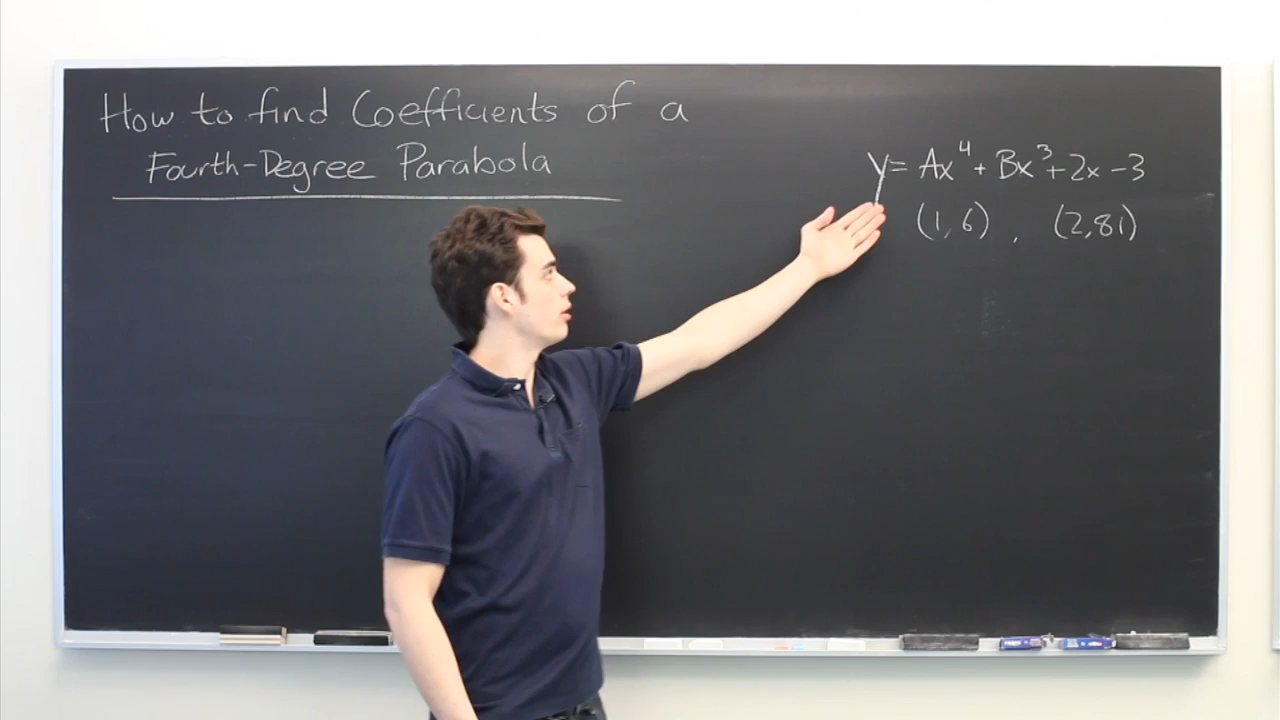 How to find Coefficients of a
Fourth-Degree Parabola
y= Ax⁴ + Bx³+2x -3
(1,6) , (2,81)